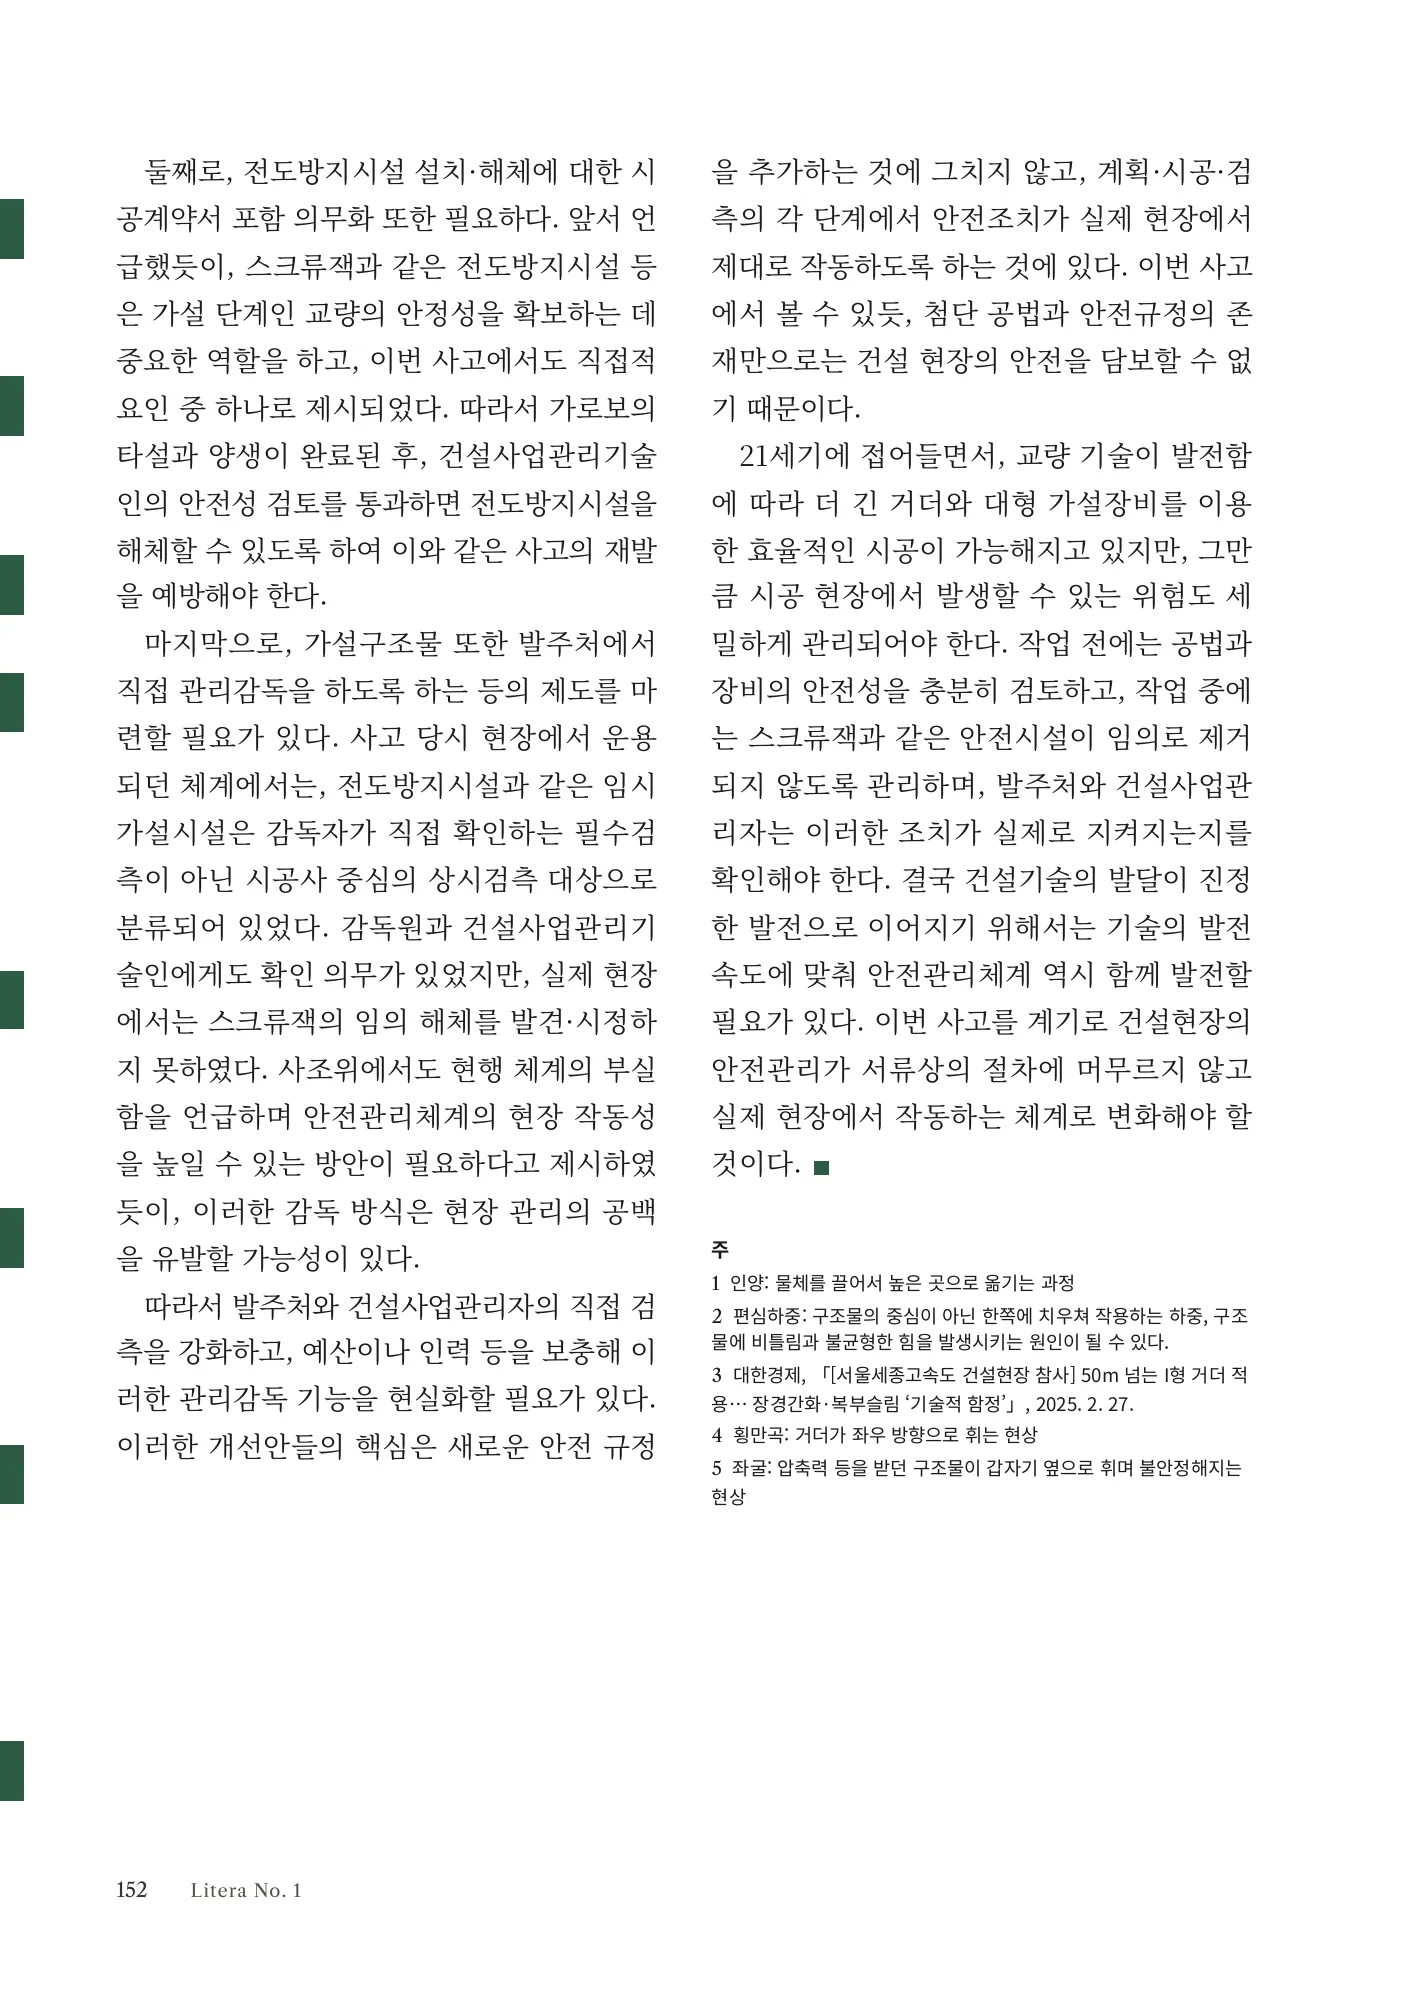 둘째로, 전도방지시설 설치·해체에 대한 시
공계약서 포함 의무화 또한 필요하다. 앞서 언
급했듯이, 스크류잭과 같은 전도방지시설 등
은 가설 단계인 교량의 안정성을 확보하는 데
중요한 역할을 하고, 이번 사고에서도 직접적
요인 중 하나로 제시되었다. 따라서 가로보의
타설과 양생이 완료된 후, 건설사업관리기술
인의 안전성 검토를 통과하면 전도방지시설을
해체할 수 있도록 하여 이와 같은 사고의 재발
을 예방해야 한다.
마지막으로, 가설구조물 또한 발주처에서
직접 관리감독을 하도록 하는 등의 제도를 마
련할 필요가 있다. 사고 당시 현장에서 운용
되던 체계에서는, 전도방지시설과 같은 임시
가설시설은 감독자가 직접 확인하는 필수검
측이 아닌 시공사 중심의 상시검측 대상으로
분류되어 있었다. 감독원과 건설사업관리기
술인에게도 확인 의무가 있었지만, 실제 현장
에서는 스크류잭의 임의 해체를 발견·시정하
지 못하였다. 사조위에서도 현행 체계의 부실
함을 언급하며 안전관리체계의 현장 작동성
을 높일 수 있는 방안이 필요하다고 제시하였
듯이, 이러한 감독 방식은 현장 관리의 공백
을 유발할 가능성이 있다.
따라서 발주처와 건설사업관리자의 직접 검
측을 강화하고, 예산이나 인력 등을 보충해 이
러한 관리감독 기능을 현실화할 필요가 있다.
이러한 개선안들의 핵심은 새로운 안전 규정
을 추가하는 것에 그치지 않고, 계획·시공·검
측의 각 단계에서 안전조치가 실제 현장에서
제대로 작동하도록 하는 것에 있다. 이번 사고
에서 볼 수 있듯, 첨단 공법과 안전규정의 존
재만으로는 건설 현장의 안전을 담보할 수 없
기 때문이다.
21세기에 접어들면서, 교량 기술이 발전함
에 따라 더 긴 거더와 대형 가설장비를 이용
한 효율적인 시공이 가능해지고 있지만, 그만
큼 시공 현장에서 발생할 수 있는 위험도 세
밀하게 관리되어야 한다. 작업 전에는 공법과
장비의 안전성을 충분히 검토하고, 작업 중에
는 스크류잭과 같은 안전시설이 임의로 제거
되지 않도록 관리하며, 발주처와 건설사업관
리자는 이러한 조치가 실제로 지켜지는지를
확인해야 한다. 결국 건설기술의 발달이 진정
한 발전으로 이어지기 위해서는 기술의 발전
속도에 맞춰 안전관리체계 역시 함께 발전할
필요가 있다. 이번 사고를 계기로 건설현장의
안전관리가 서류상의 절차에 머무르지 않고
실제 현장에서 작동하는 체계로 변화해야 할
것이다. ■
주
1 인양: 물체를 끌어서 높은 곳으로 옮기는 과정
2 편심하중: 구조물의 중심이 아닌 한쪽에 치우쳐 작용하는 하중, 구조
물에 비틀림과 불균형한 힘을 발생시키는 원인이 될 수 있다.
3 대한경제, 「[서울세종고속도 건설현장 참사] 50m 넘는 I형 거더 적
용… 장경간화·복부슬림 ‘기술적 함정’」, 2025. 2. 27.
4 횡만곡: 거더가 좌우 방향으로 휘는 현상
5 좌굴: 압축력 등을 받던 구조물이 갑자기 옆으로 휘며 불안정해지는
현상
152 Litera No. 1